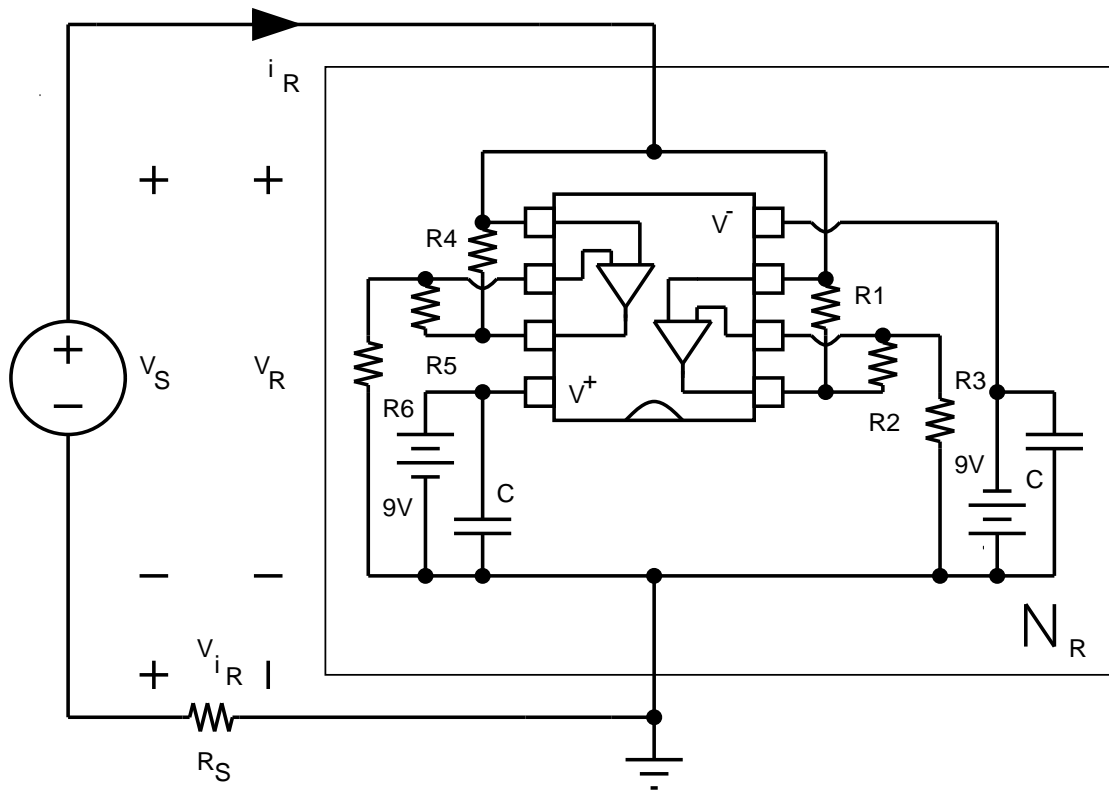 i R
+ +
V⁻
R4
R1
+
V S
V R
−
R5
R3
V⁺
R6
R2
9V
C
9V
C
− −
N R
+ V i R −
R S